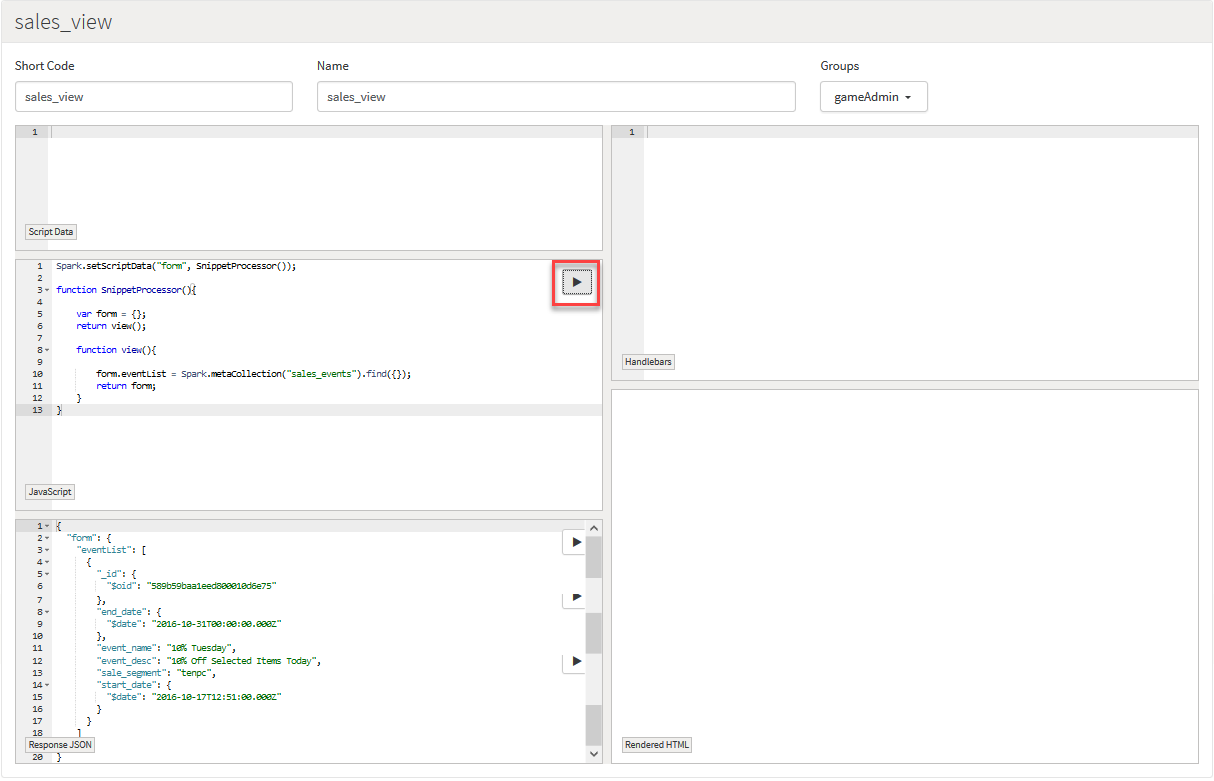 sales_view
Short Code
Name
Groups
sales_view
sales_view
gameAdmin
1
Script Data
1 Spark.setScriptData("form", SnippetProcessor());
2
3 function SnippetProcessor(){
4
5 var form = {};
6 return view();
7
8 function view(){
9
10 form.eventList = Spark.metaCollection("sales_events").find({});
11 return form;
12 }
13 }
JavaScript
1 {
2 "form": {
3 "eventList": [
4 {
5 "_id": {
6 "$oid": "589b59baa1eed800010d6e75"
7 },
8 "end_date": {
9 "$date": "2016-10-31T00:00:00.000Z"
10 },
11 "event_name": "10% Tuesday",
12 "event_desc": "10% Off Selected Items Today",
13 "sale_segment": "tenpc",
14 "start_date": {
15 "$date": "2016-10-17T12:51:00.000Z"
16 }
17 }
18 ]
Response JSON
20 }
1
Handlebars
Rendered HTML